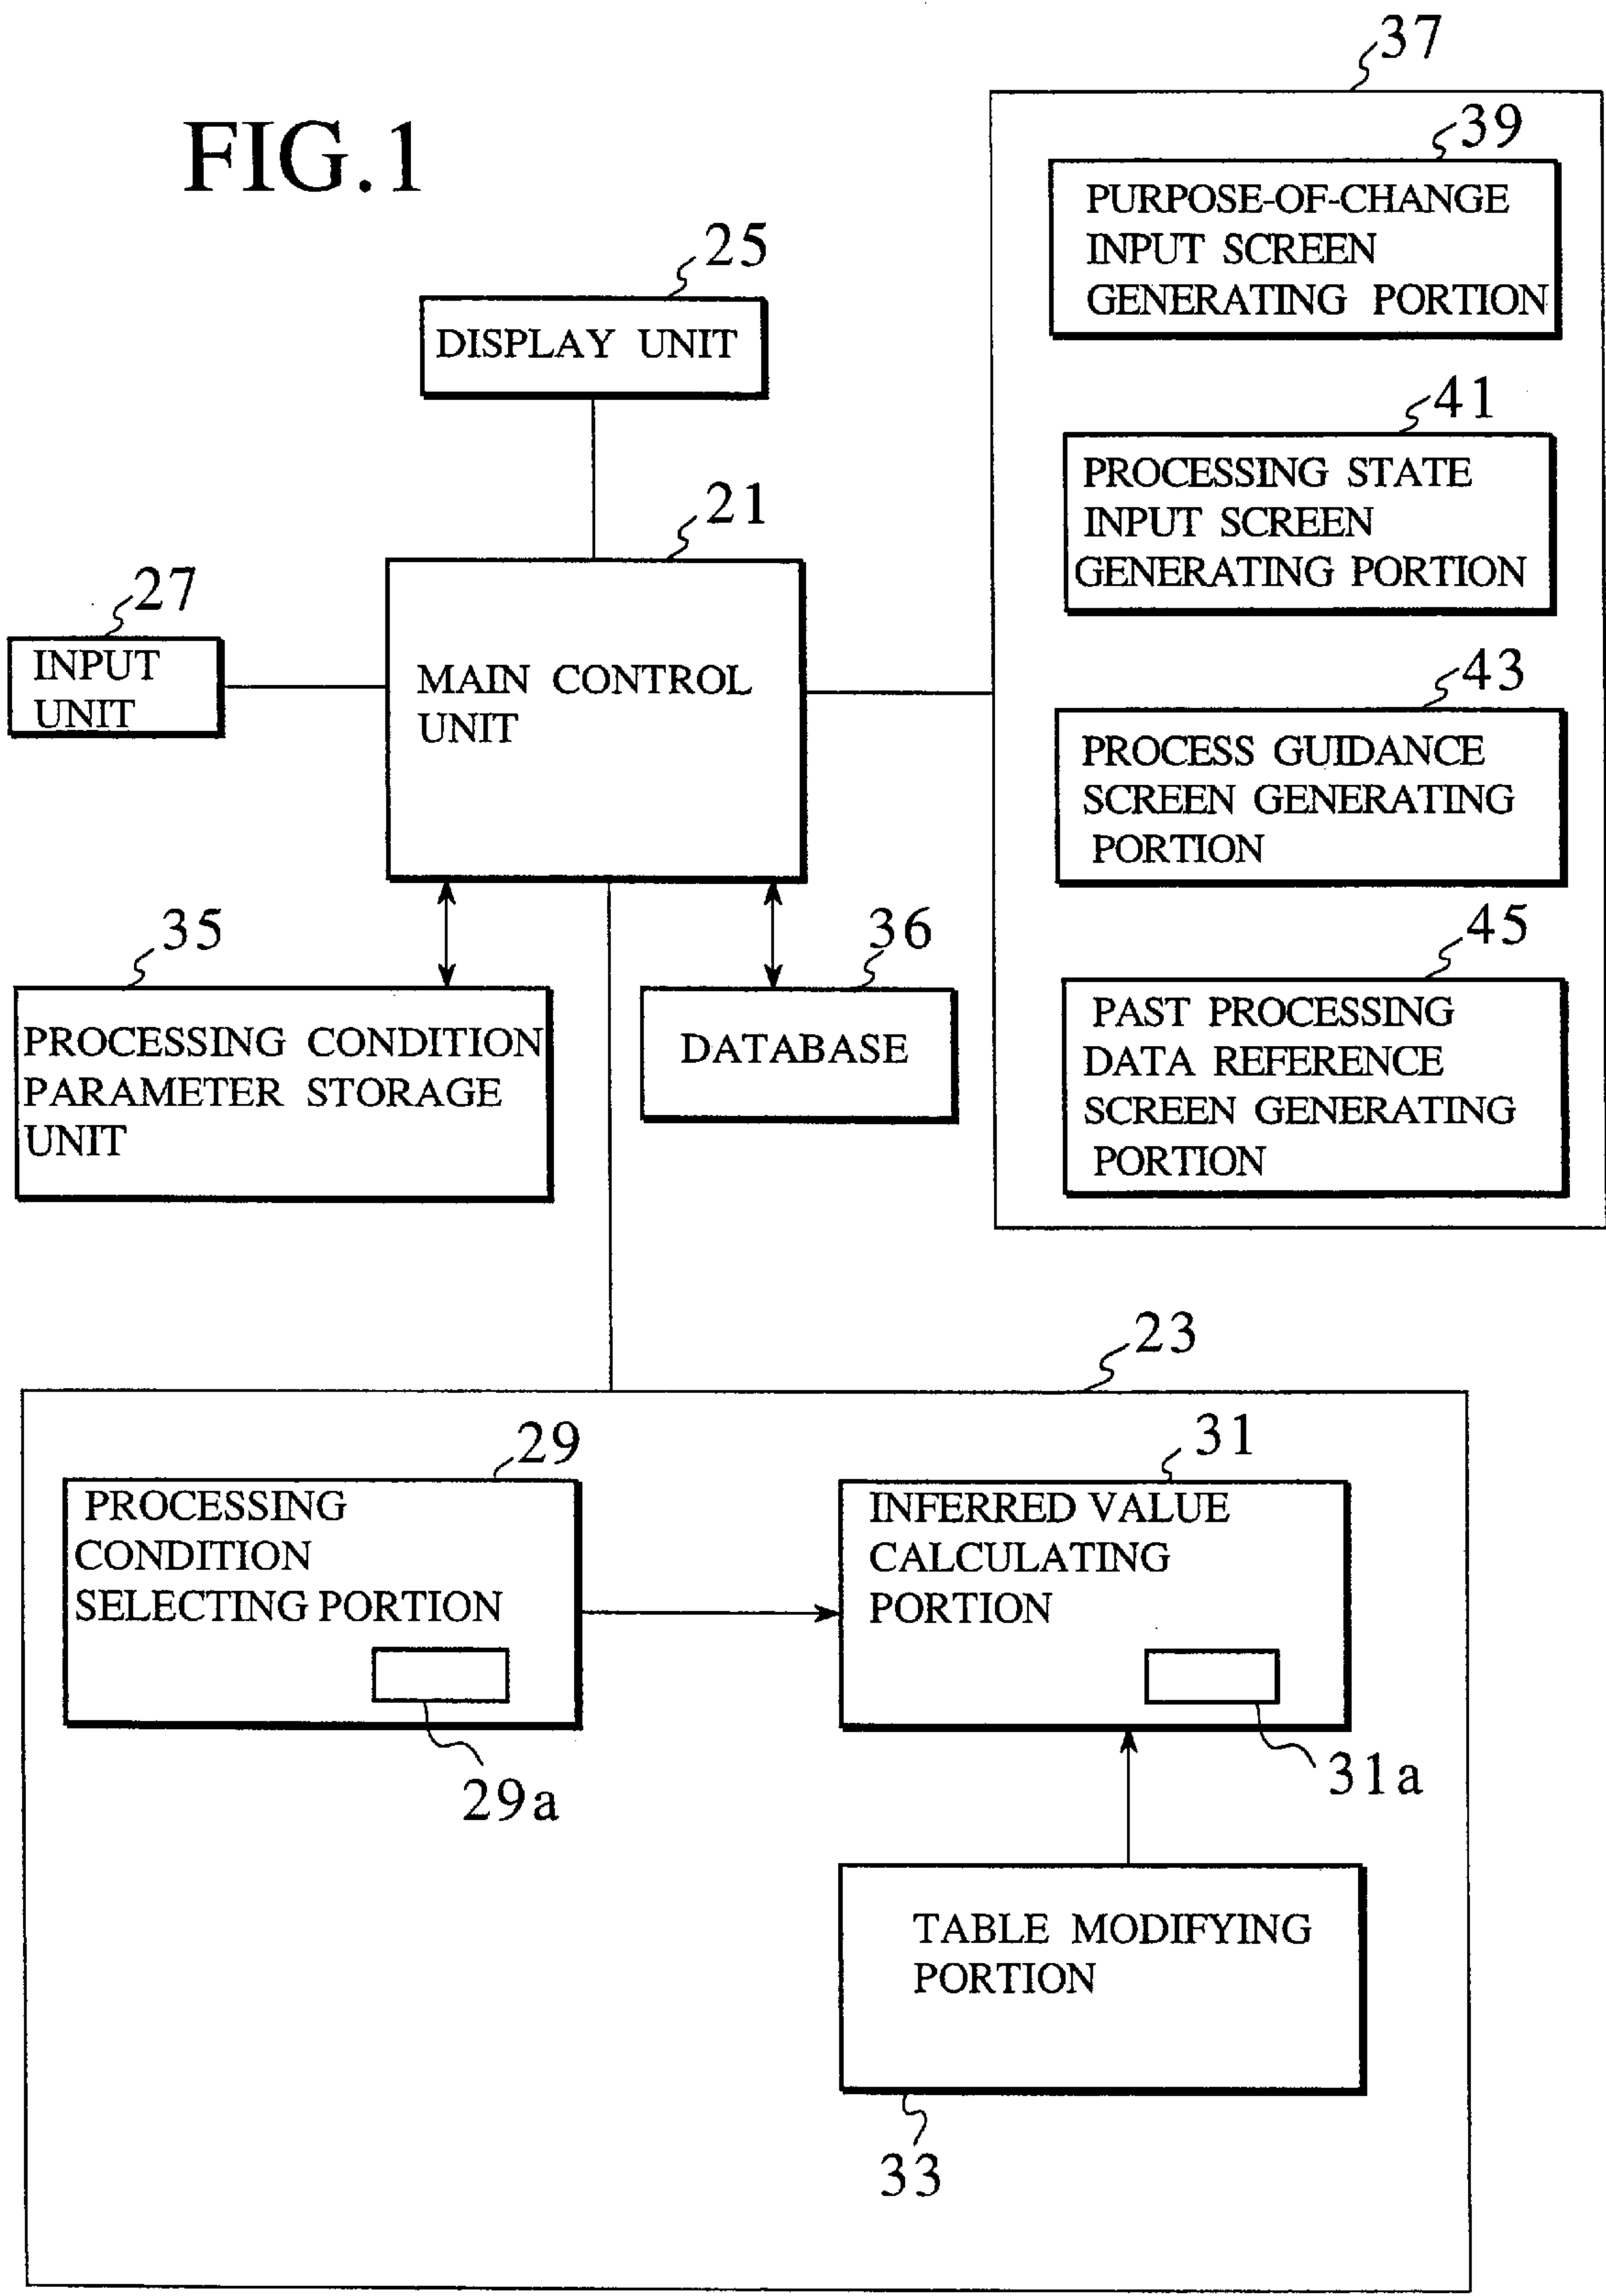 FIG.1
37
39
PURPOSE-OF-CHANGE
INPUT SCREEN
GENERATING PORTION
25
DISPLAY UNIT
41
PROCESSING STATE
INPUT SCREEN
GENERATING PORTION
21
MAIN CONTROL
UNIT
27
INPUT
UNIT
43
PROCESS GUIDANCE
SCREEN GENERATING
PORTION
35
PROCESSING CONDITION
PARAMETER STORAGE
UNIT
36
DATABASE
45
PAST PROCESSING
DATA REFERENCE
SCREEN GENERATING
PORTION
23
29
PROCESSING
CONDITION
SELECTING PORTION
29a
31
INFERRED VALUE
CALCULATING
PORTION
31a
TABLE MODIFYING
PORTION
33